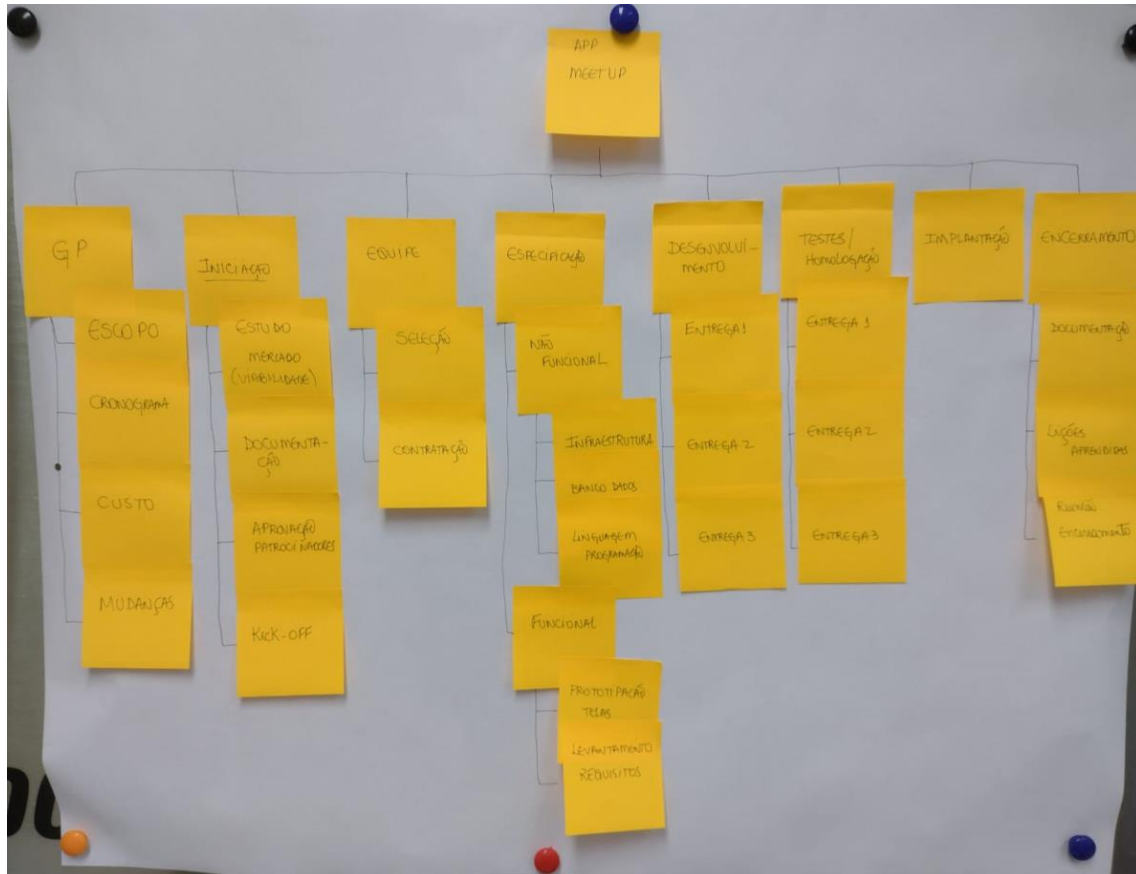 APP
MEETUP
GP
ESCOPO
CRONOGRAMA
CUSTO
MUDANÇAS
INICIAÇÃO
ESTUDO
MERCADO
(VIABILIDADE)
DOCUMENTA-
ÇÃO
APROVAÇÃO
PATROCINADORES
KICK-OFF
EQUIPE
SELEÇÃO
CONTRATAÇÃO
ESPECIFICAÇÃO
NÃO
FUNCIONAL
INFRAESTRUTURA
BANCO DADOS
LINGUAGEM
PROGRAMAÇÃO
FUNCIONAL
PROTOTIPAÇÃO
TELAS
LEVANTAMENTO
REQUISITOS
DESENVOLVI-
MENTO
ENTREGA 1
ENTREGA 2
ENTREGA 3
TESTES/
HOMOLOGAÇÃO
ENTREGA 1
ENTREGA 2
ENTREGA 3
IMPLANTAÇÃO
ENCERRAMENTO
DOCUMENTAÇÃO
LIÇÕES
APRENDIDAS
REUNIÃO
ENCERRAMENTO